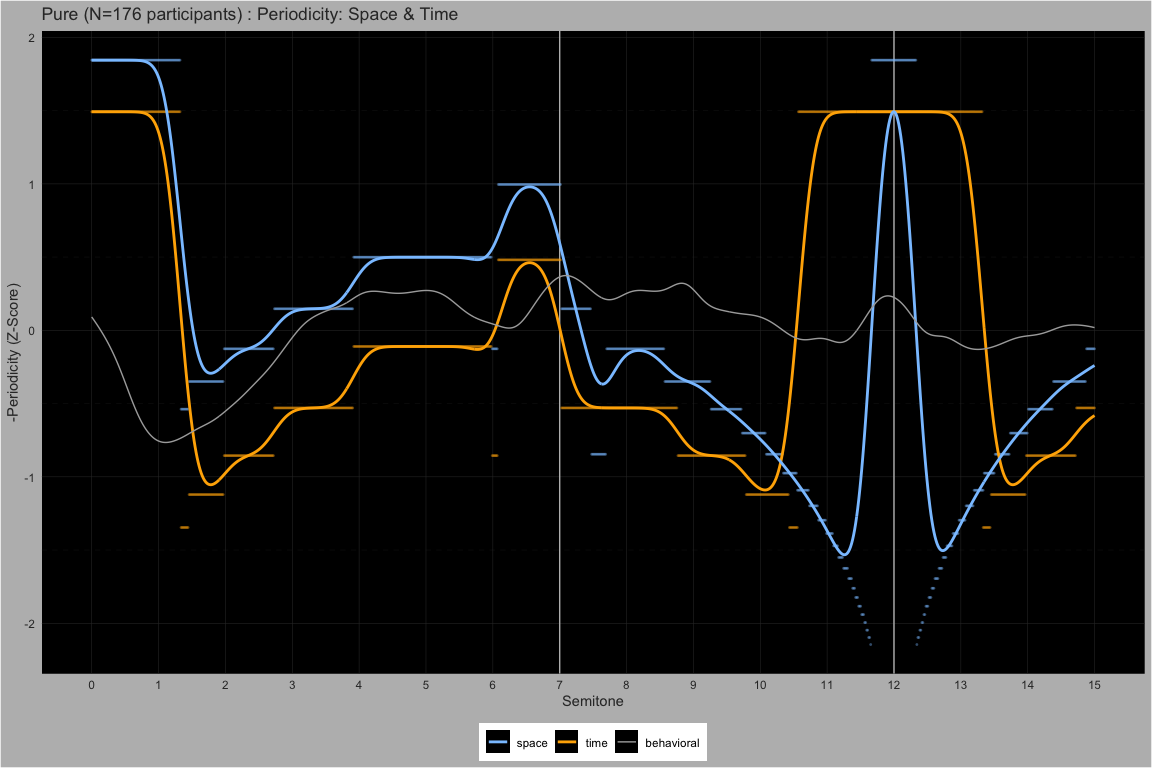 Pure (N=176 participants) : Periodicity: Space & Time
2
1
0
-1
-2
-Periodicity (Z-Score)
0 1 2 3 4 5 6 7 8 9 10 11 12 13 14 15
Semitone
space time behavioral